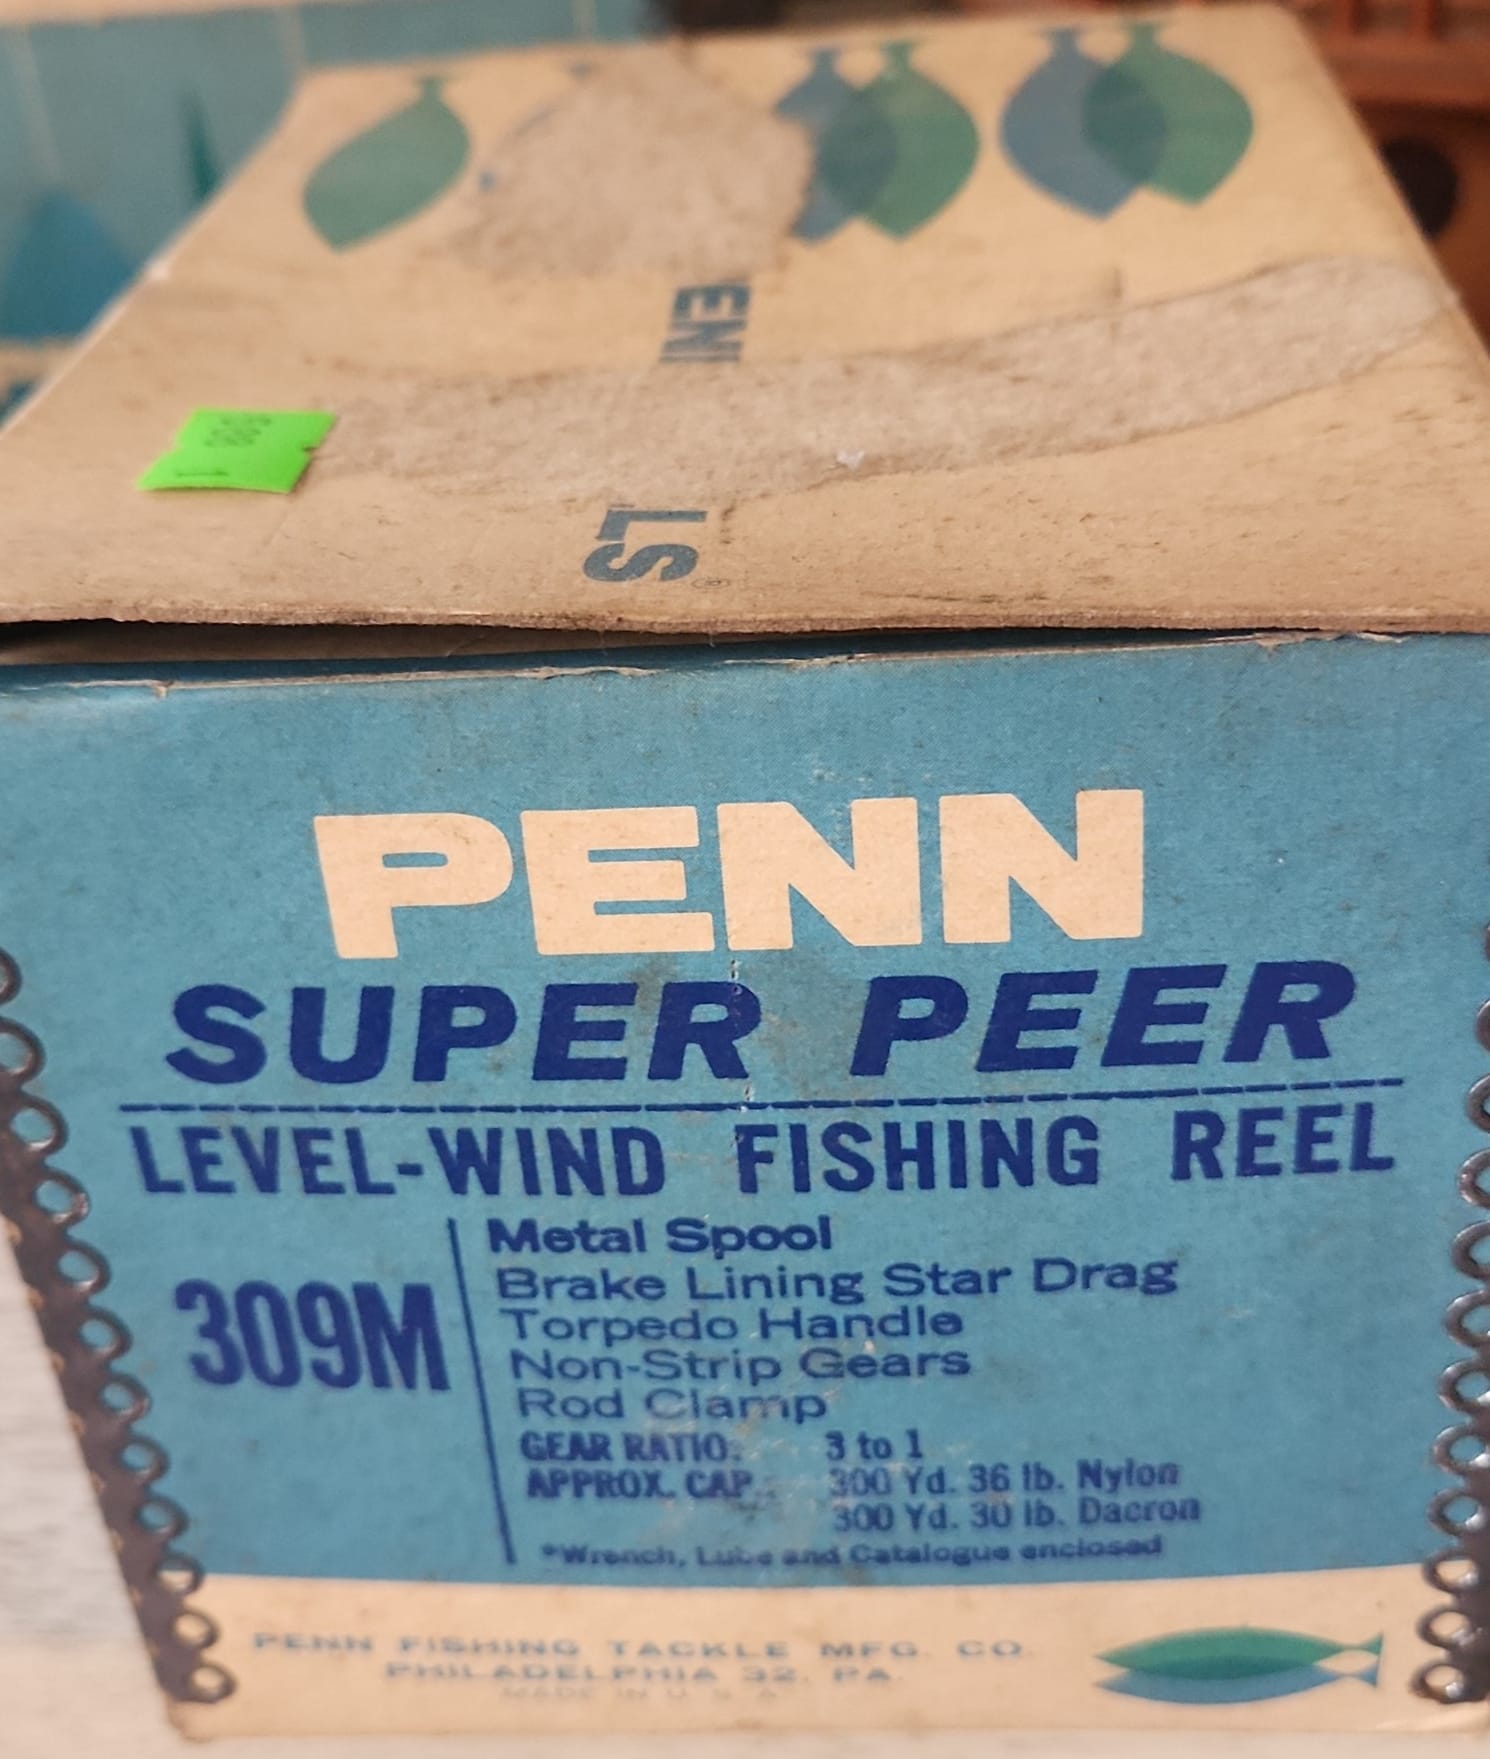 PENN
SUPER PEER
LEVEL-WIND FISHING REEL
309M
Metal Spool
Brake Lining Star Drag
Torpedo Handle
Non-Strip Gears
Rod Clamp
GEAR RATIO: 3 to 1
APPROX. CAP.: 300 Yd. 36 lb. Nylon
300 Yd. 30 lb. Dacron
*Wrench, Lube and Catalogue enclosed
PENN FISHING TACKLE MFG. CO.
PHILADELPHIA 32, PA.
MADE IN U.S.A.